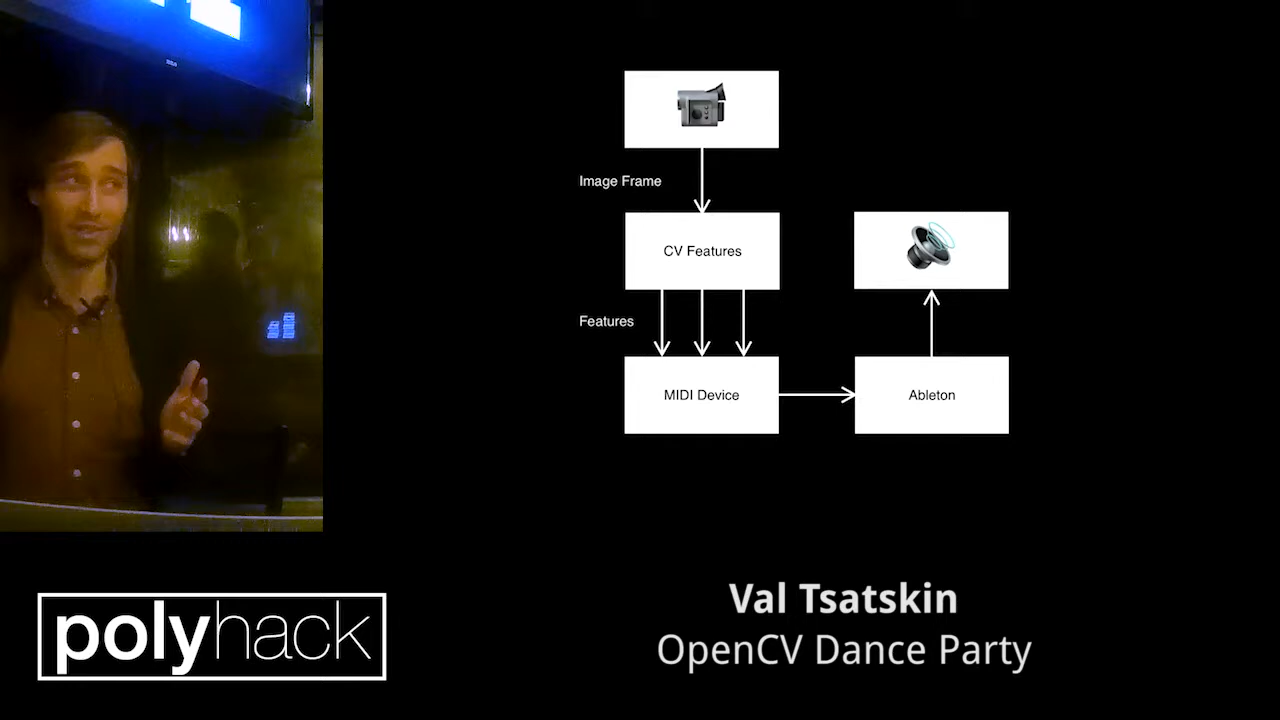 Image Frame
CV Features
Features
MIDI Device
Ableton
polyhack
Val Tsatskin
OpenCV Dance Party